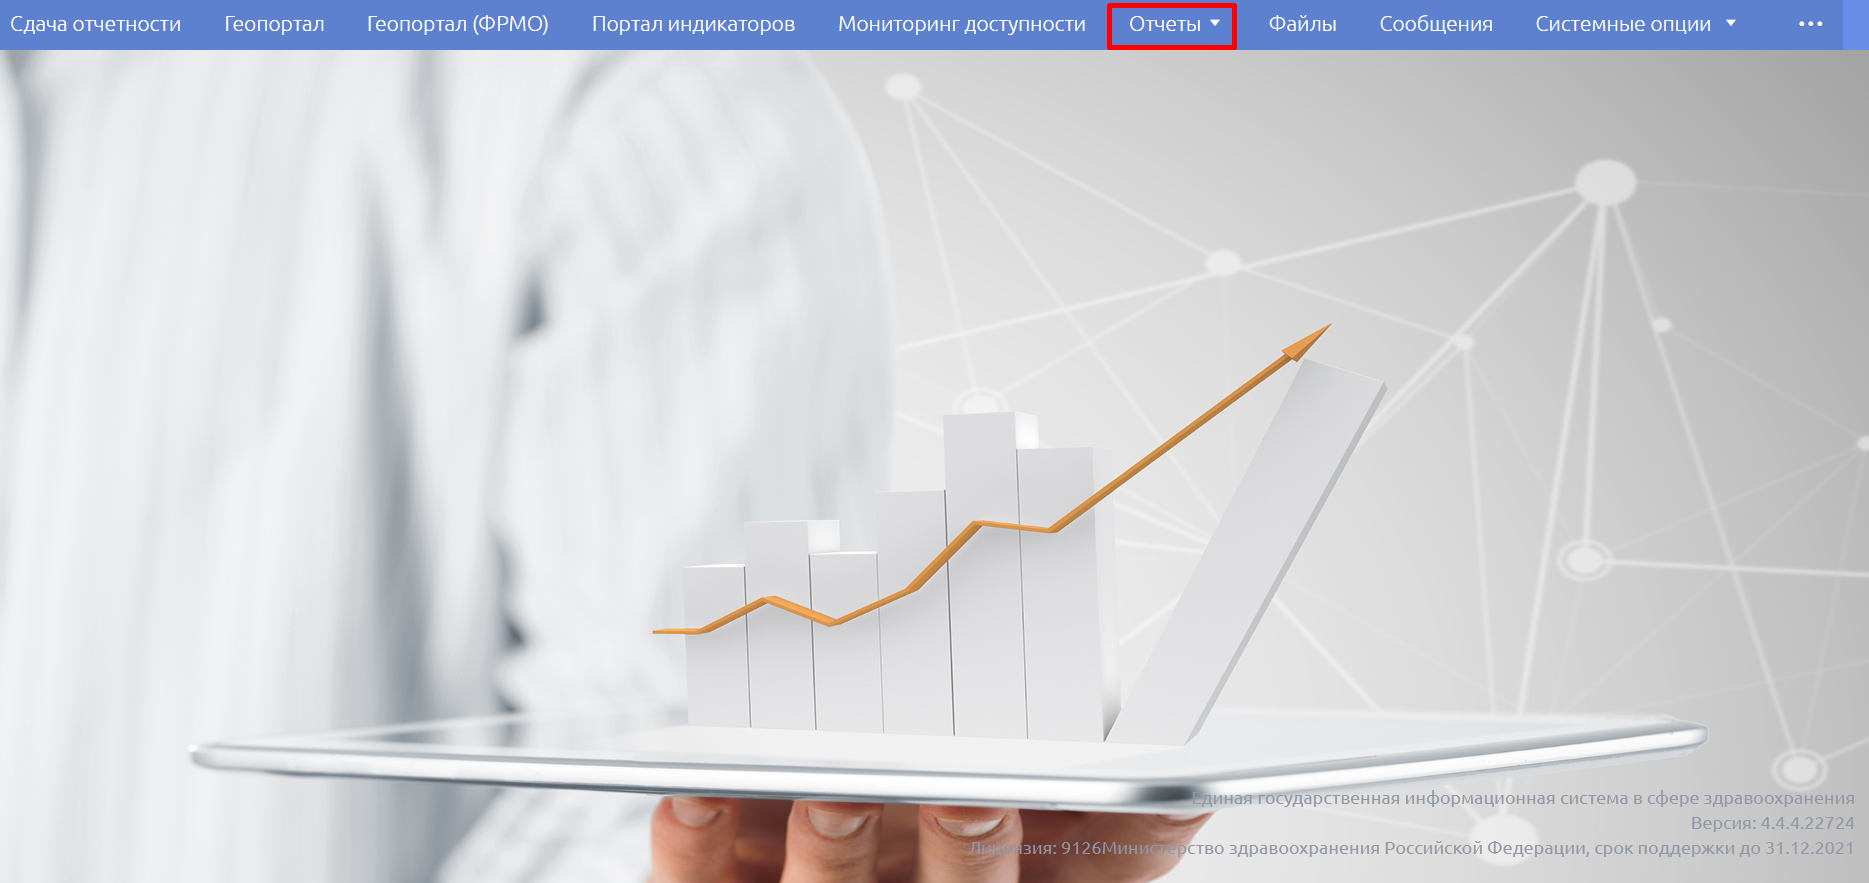 Сдача отчетности Геопортал Геопортал (ФРМО) Портал индикаторов Мониторинг доступности Отчеты Файлы Сообщения Системные опции
Единая государственная информационная система в сфере здравоохранения
Версия: 4.4.4.22724
Лицензия: 9126Министерство здравоохранения Российской Федерации, срок поддержки до 31.12.2021